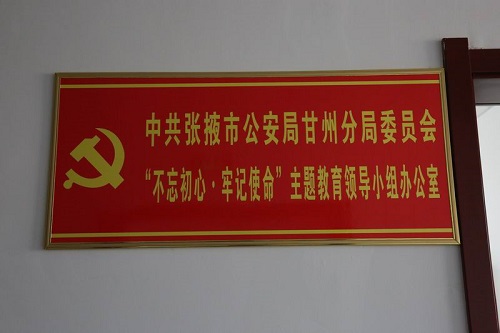 中共张掖市公安局甘州分局委员会
“不忘初心·牢记使命”主题教育领导小组办公室